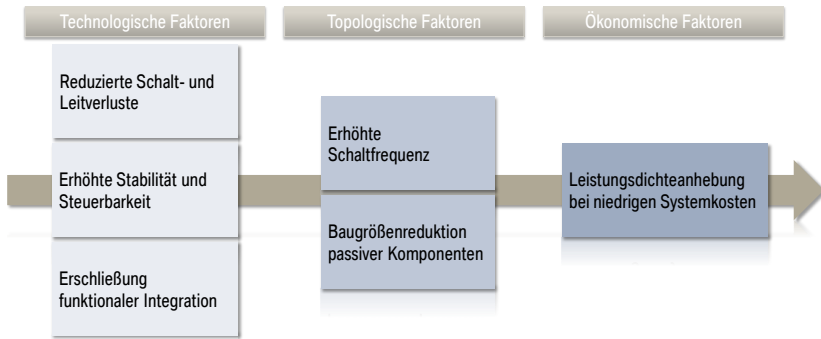 Technologische Faktoren
Topologische Faktoren
Ökonomische Faktoren
Reduzierte Schalt- und
Leitverluste
Erhöhte Stabilität und
Steuerbarkeit
Erschließung
funktionaler Integration
Erhöhte
Schaltfrequenz
Baugrößenreduktion
passiver Komponenten
Leistungsdichteanhebung
bei niedrigen Systemkosten